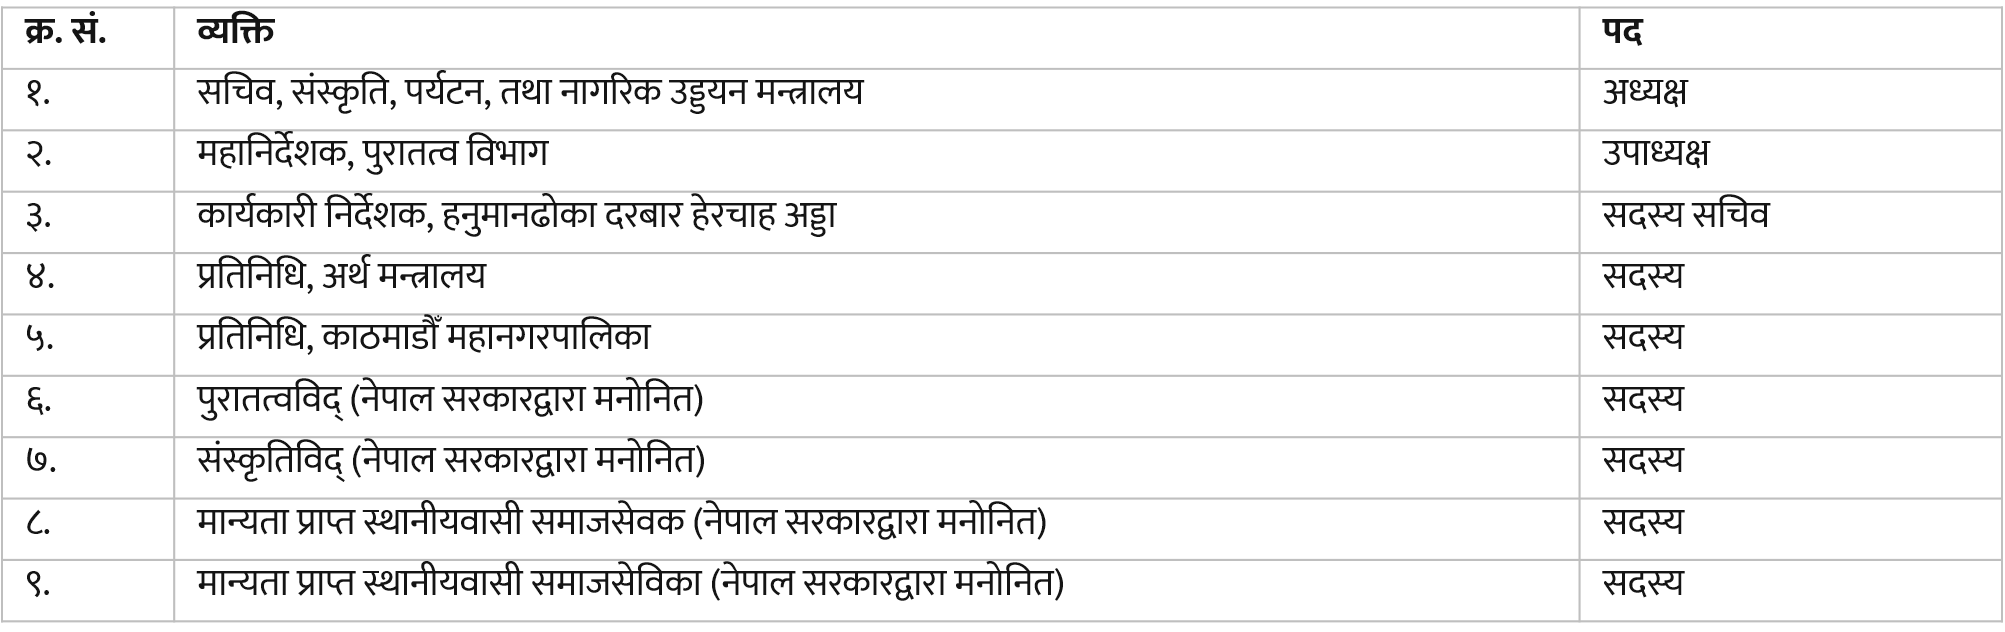 क्र. सं. व्यक्ति पद
१. सचिव, संस्कृति, पर्यटन, तथा नागरिक उड्डयन मन्त्रालय अध्यक्ष
२. महानिर्देशक, पुरातत्व विभाग उपाध्यक्ष
३. कार्यकारी निर्देशक, हनुमानढोका दरबार हेरचाह अड्डा सदस्य सचिव
४. प्रतिनिधि, अर्थ मन्त्रालय सदस्य
५. प्रतिनिधि, काठमाडौँ महानगरपालिका सदस्य
६. पुरातत्वविद् (नेपाल सरकारद्वारा मनोनित) सदस्य
७. संस्कृतिविद् (नेपाल सरकारद्वारा मनोनित) सदस्य
८. मान्यता प्राप्त स्थानीयवासी समाजसेवक (नेपाल सरकारद्वारा मनोनित) सदस्य
९. मान्यता प्राप्त स्थानीयवासी समाजसेविका (नेपाल सरकारद्वारा मनोनित) सदस्य